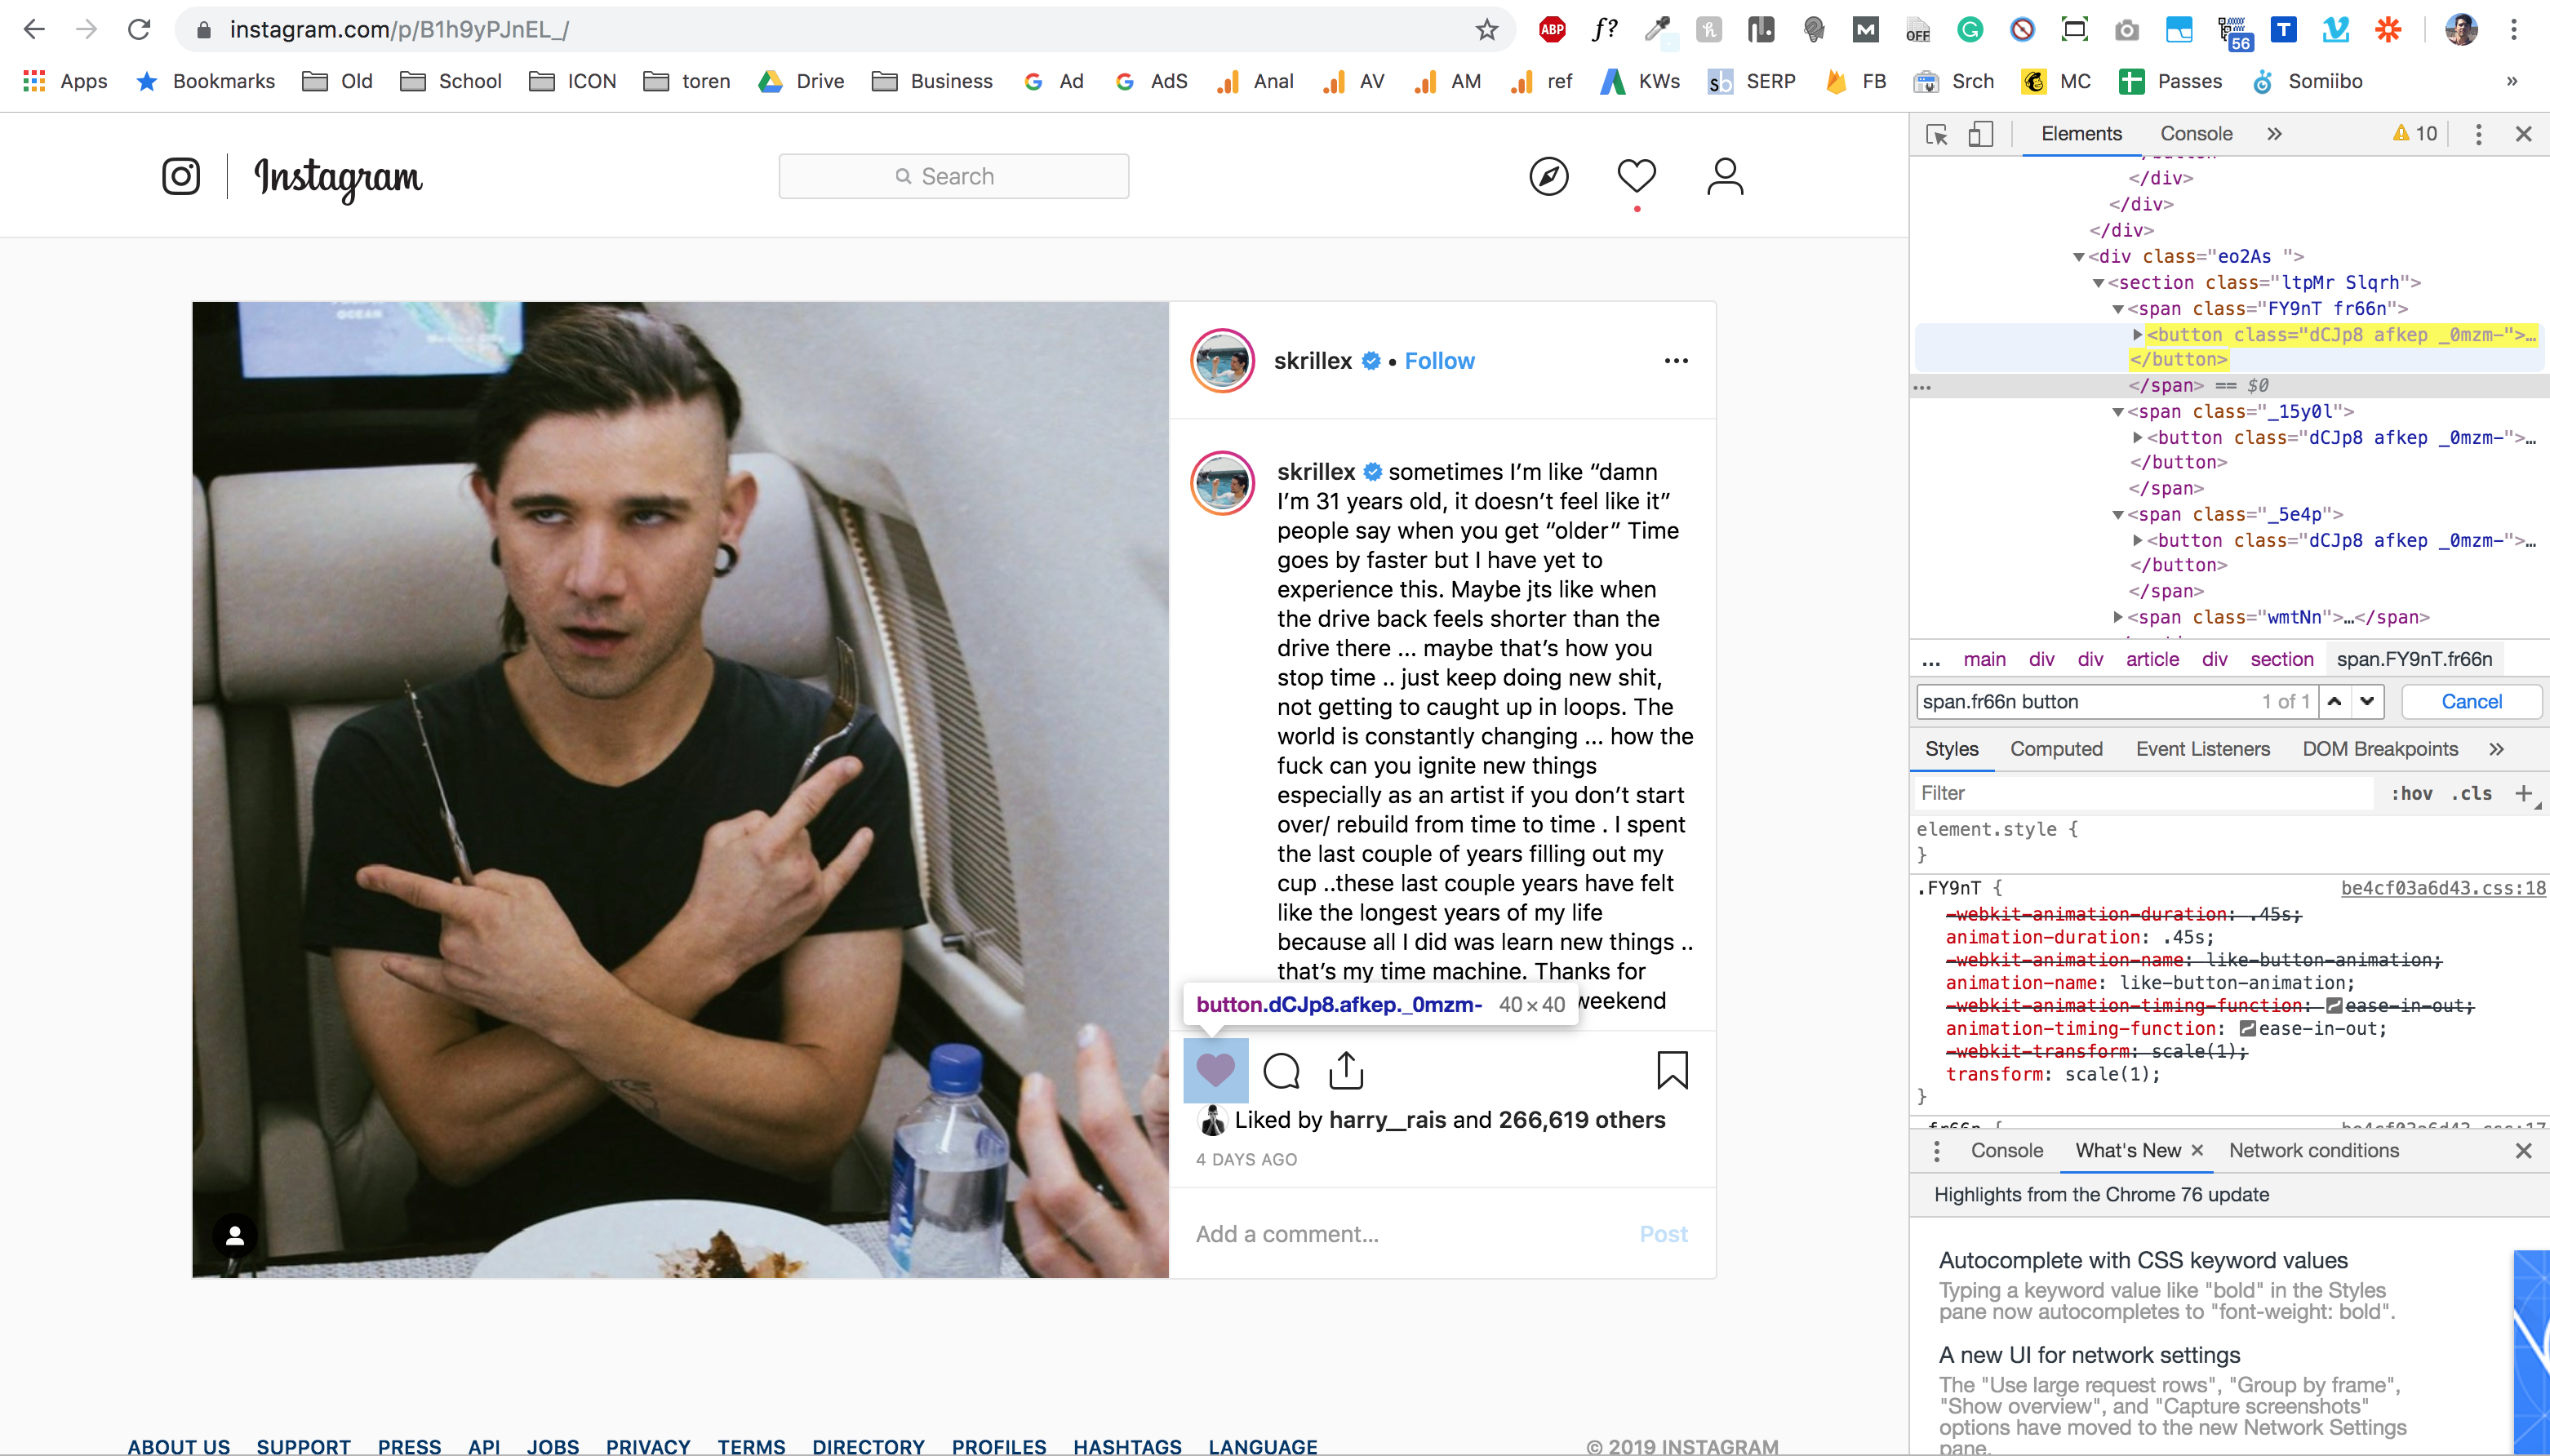 instagram.com/p/B1h9yPJnEL_/
ABP f? M OFF G T 56
Apps Bookmarks Old School ICON toren Drive Business Ad AdS Anal AV AM ref KWs sb SERP FB Srch MC Passes Somiibo »
Instagram
Search
OCEAN
skrillex • Follow
skrillex sometimes I’m like “damn
I’m 31 years old, it doesn’t feel like it”
people say when you get “older” Time
goes by faster but I have yet to
experience this. Maybe jts like when
the drive back feels shorter than the
drive there ... maybe that’s how you
stop time .. just keep doing new shit,
not getting to caught up in loops. The
world is constantly changing ... how the
fuck can you ignite new things
especially as an artist if you don’t start
over/ rebuild from time to time . I spent
the last couple of years filling out my
cup ..these last couple years have felt
like the longest years of my life
because all I did was learn new things ..
that’s my time machine. Thanks for
weekend
button.dCJp8.afkep._0mzm- 40×40
Liked by harry__rais and 266,619 others
4 DAYS AGO
Add a comment... Post
ABOUT US SUPPORT PRESS API JOBS PRIVACY TERMS DIRECTORY PROFILES HASHTAGS LANGUAGE
© 2019 INSTAGRAM
Elements Console » 10
</div>
</div>
</div>
<div class="eo2As ">
<section class="ltpMr Slqrh">
<span class="FY9nT fr66n">
<button class="dCJp8 afkep _0mzm-">…
</button>
</span> == $0
<span class="_15y0l">
<button class="dCJp8 afkep _0mzm-">…
</button>
</span>
<span class="_5e4p">
<button class="dCJp8 afkep _0mzm-">…
</button>
</span>
<span class="wmtNn">…</span>
... main div div article div section span.FY9nT.fr66n
span.fr66n button 1 of 1 Cancel
Styles Computed Event Listeners DOM Breakpoints »
Filter :hov .cls +
element.style {
}
.FY9nT { be4cf03a6d43.css:18
-webkit-animation-duration: .45s;
animation-duration: .45s;
-webkit-animation-name: like-button-animation;
animation-name: like-button-animation;
-webkit-animation-timing-function: ease-in-out;
animation-timing-function: ease-in-out;
-webkit-transform: scale(1);
transform: scale(1);
}
.fr66n { be4cf03a6d43.css:17
Console What's New × Network conditions
Highlights from the Chrome 76 update
Autocomplete with CSS keyword values
Typing a keyword value like "bold" in the Styles
pane now autocompletes to "font-weight: bold".
A new UI for network settings
The "Use large request rows", "Group by frame",
"Show overview", and "Capture screenshots"
options have moved to the new Network Settings
pane.